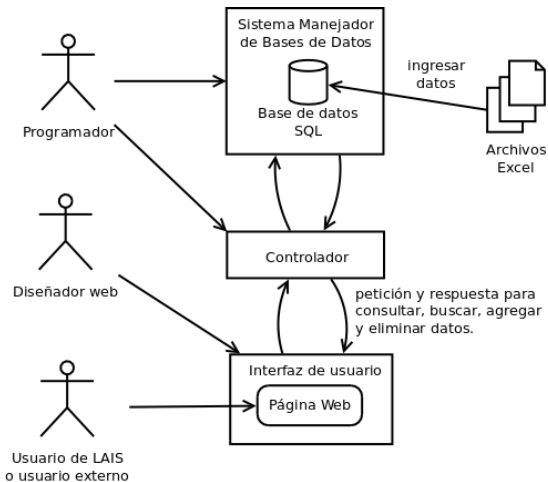 Sistema Manejador
de Bases de Datos
ingresar
datos
Base de datos
SQL
Programador
Archivos
Excel
Controlador
Diseñador web
petición y respuesta para
consultar, buscar, agregar
y eliminar datos.
Interfaz de usuario
Página Web
Usuario de LAIS
o usuario externo